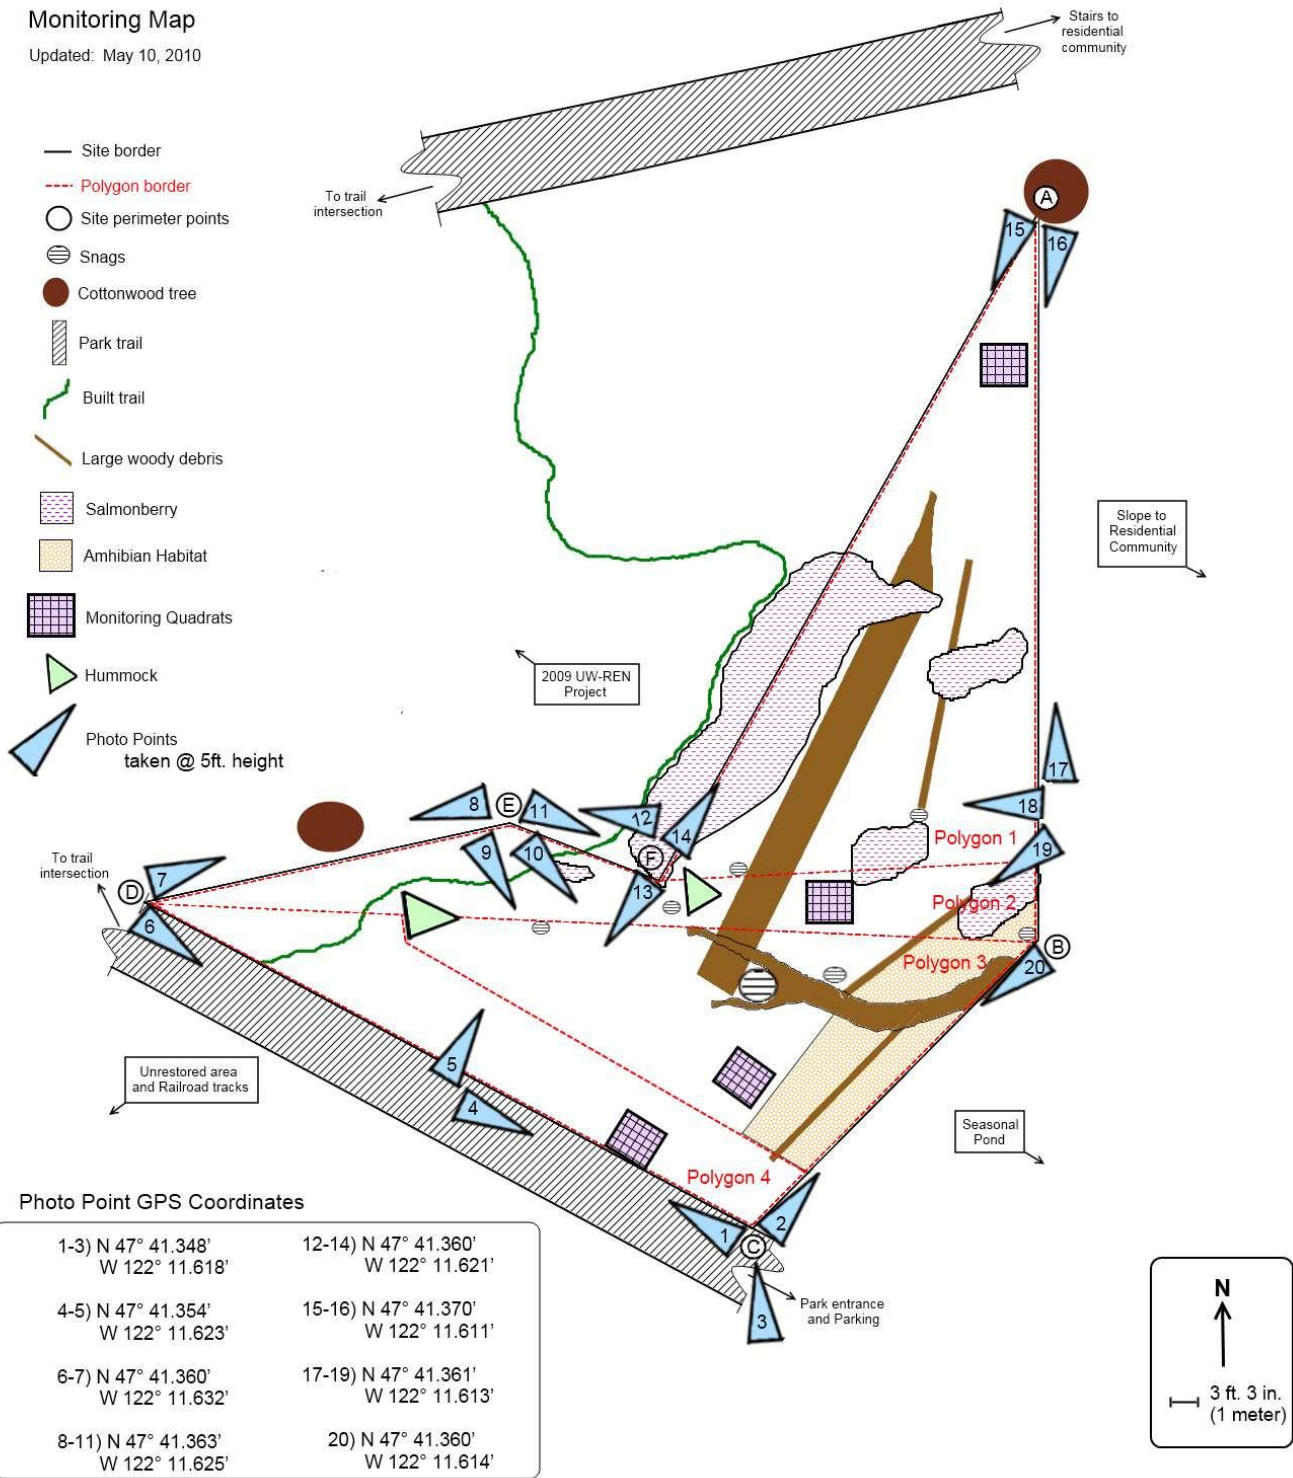 Monitoring Map
Updated: May 10, 2010
Stairs to
residential
community
Site border
Polygon border
Site perimeter points
Snags
Cottonwood tree
Park trail
Built trail
Large woody debris
Salmonberry
Amhibian Habitat
Monitoring Quadrats
Hummock
Photo Points
taken @ 5ft. height
To trail
intersection
A
15
16
Slope to
Residential
Community
2009 UW-REN
Project
17
18
19
8
E
11
12
14
F
9
10
13
Polygon 1
Polygon 2
Polygon 3
B
20
To trail
intersection
D
7
6
5
4
Unrestored area
and Railroad tracks
Seasonal
Pond
Polygon 4
1
2
C
3
Park entrance
and Parking
Photo Point GPS Coordinates
1-3) N 47° 41.348’
W 122° 11.618’
4-5) N 47° 41.354’
W 122° 11.623’
6-7) N 47° 41.360’
W 122° 11.632’
8-11) N 47° 41.363’
W 122° 11.625’
12-14) N 47° 41.360’
W 122° 11.621’
15-16) N 47° 41.370’
W 122° 11.611’
17-19) N 47° 41.361’
W 122° 11.613’
20) N 47° 41.360’
W 122° 11.614’
N
3 ft. 3 in.
(1 meter)